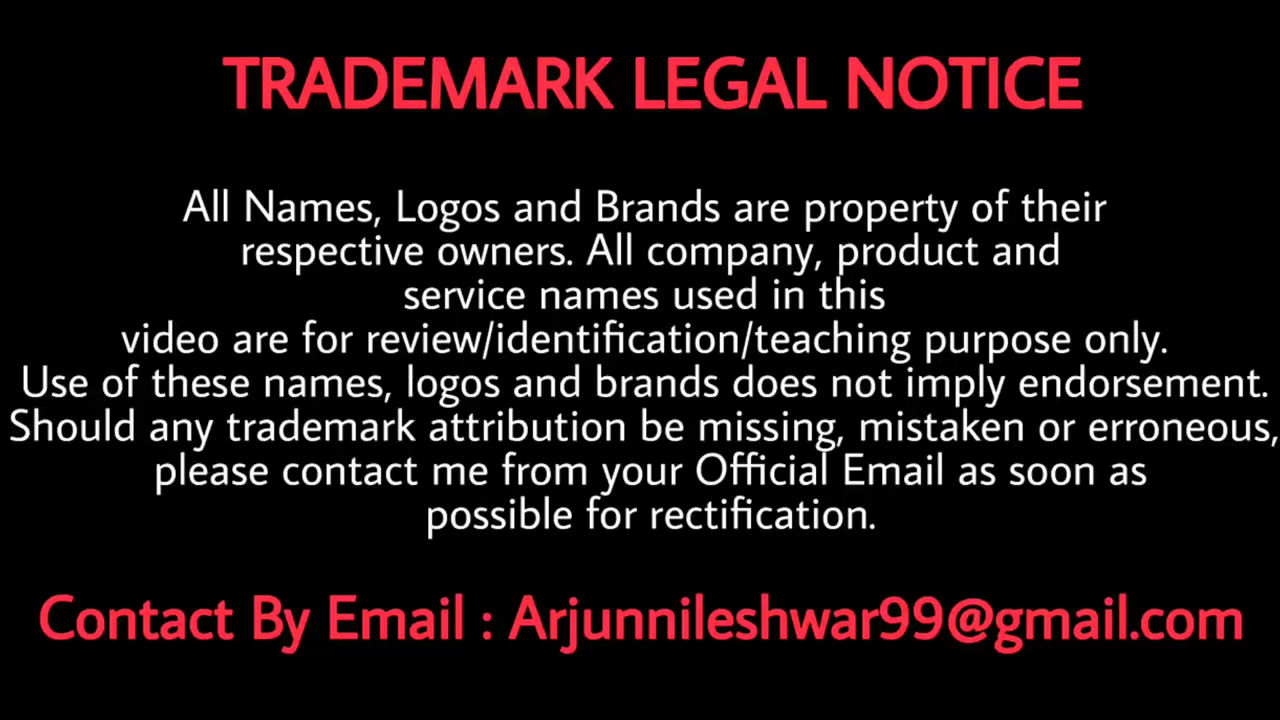 TRADEMARK LEGAL NOTICE
All Names, Logos and Brands are property of their
respective owners. All company, product and
service names used in this
video are for review/identification/teaching purpose only.
Use of these names, logos and brands does not imply endorsement.
Should any trademark attribution be missing, mistaken or erroneous,
please contact me from your Official Email as soon as
possible for rectification.
Contact By Email : Arjunnileshwar99@gmail.com